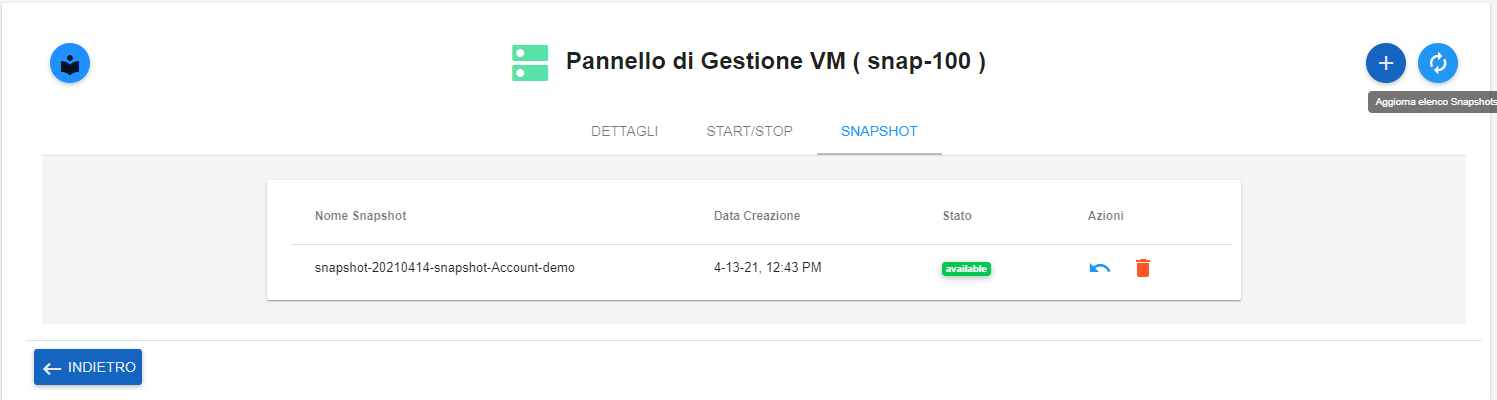 Pannello di Gestione VM ( snap-100 )
Aggiorna elenco Snapshots
DETTAGLI START/STOP SNAPSHOT
Nome Snapshot Data Creazione Stato Azioni
snapshot-20210414-snapshot-Account-demo 4-13-21, 12:43 PM available
INDIETRO